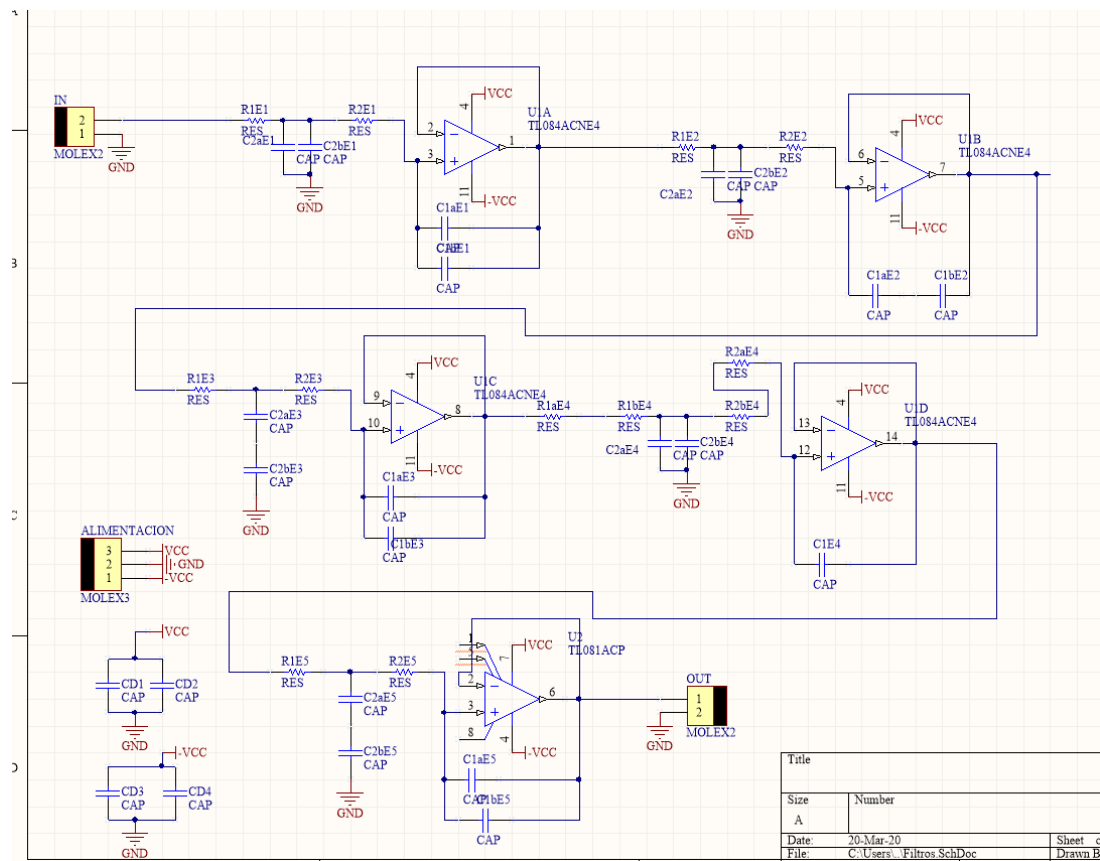 IN
2
1
MOLEX2
GND
R1E1
RES
C2aE1
C2bE1
CAP CAP
GND
R2E1
RES
VCC
4
U1A
TL084ACNE4
2
3
1
11
-VCC
C1aE1
CAP
C1bE1
CAP
R1E2
RES
C2aE2
C2bE2
CAP CAP
GND
R2E2
RES
VCC
4
U1B
TL084ACNE4
6
5
7
11
-VCC
C1aE2
CAP
C1bE2
CAP
R1E3
RES
R2E3
RES
C2aE3
CAP
C2bE3
CAP
GND
VCC
4
U1C
TL084ACNE4
9
10
8
11
-VCC
C1aE3
CAP
C1bE3
CAP
R1aE4
RES
R1bE4
RES
C2aE4
C2bE4
CAP CAP
GND
R2aE4
RES
R2bE4
RES
VCC
4
U1D
TL084ACNE4
13
12
14
11
-VCC
C1E4
CAP
ALIMENTACION
3
2
1
VCC
GND
-VCC
MOLEX3
VCC
CD1
CAP
CD2
CAP
GND
-VCC
CD3
CAP
CD4
CAP
GND
R1E5
RES
R2E5
RES
C2aE5
CAP
C2bE5
CAP
GND
1
5
VCC
7
U2
TL081ACP
2
3
6
8
4
-VCC
C1aE5
CAP
C1bE5
CAP
OUT
1
2
MOLEX2
GND
Title
Size
A
Number
Date:
20-Mar-20
Sheet
File:
C:\Users\..\Filtros.SchDoc
Drawn B